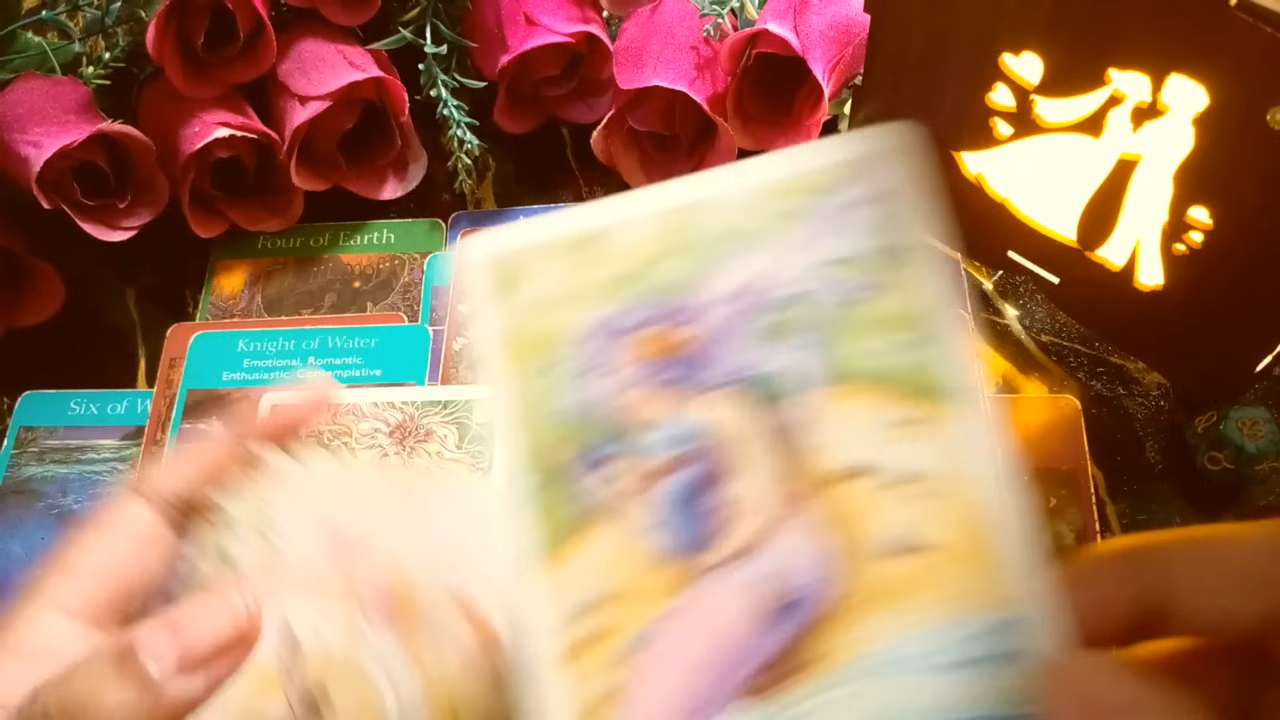 Four of Earth
Knight of Water
Emotional, Romantic,
Enthusiastic, Contemplative
Six of W